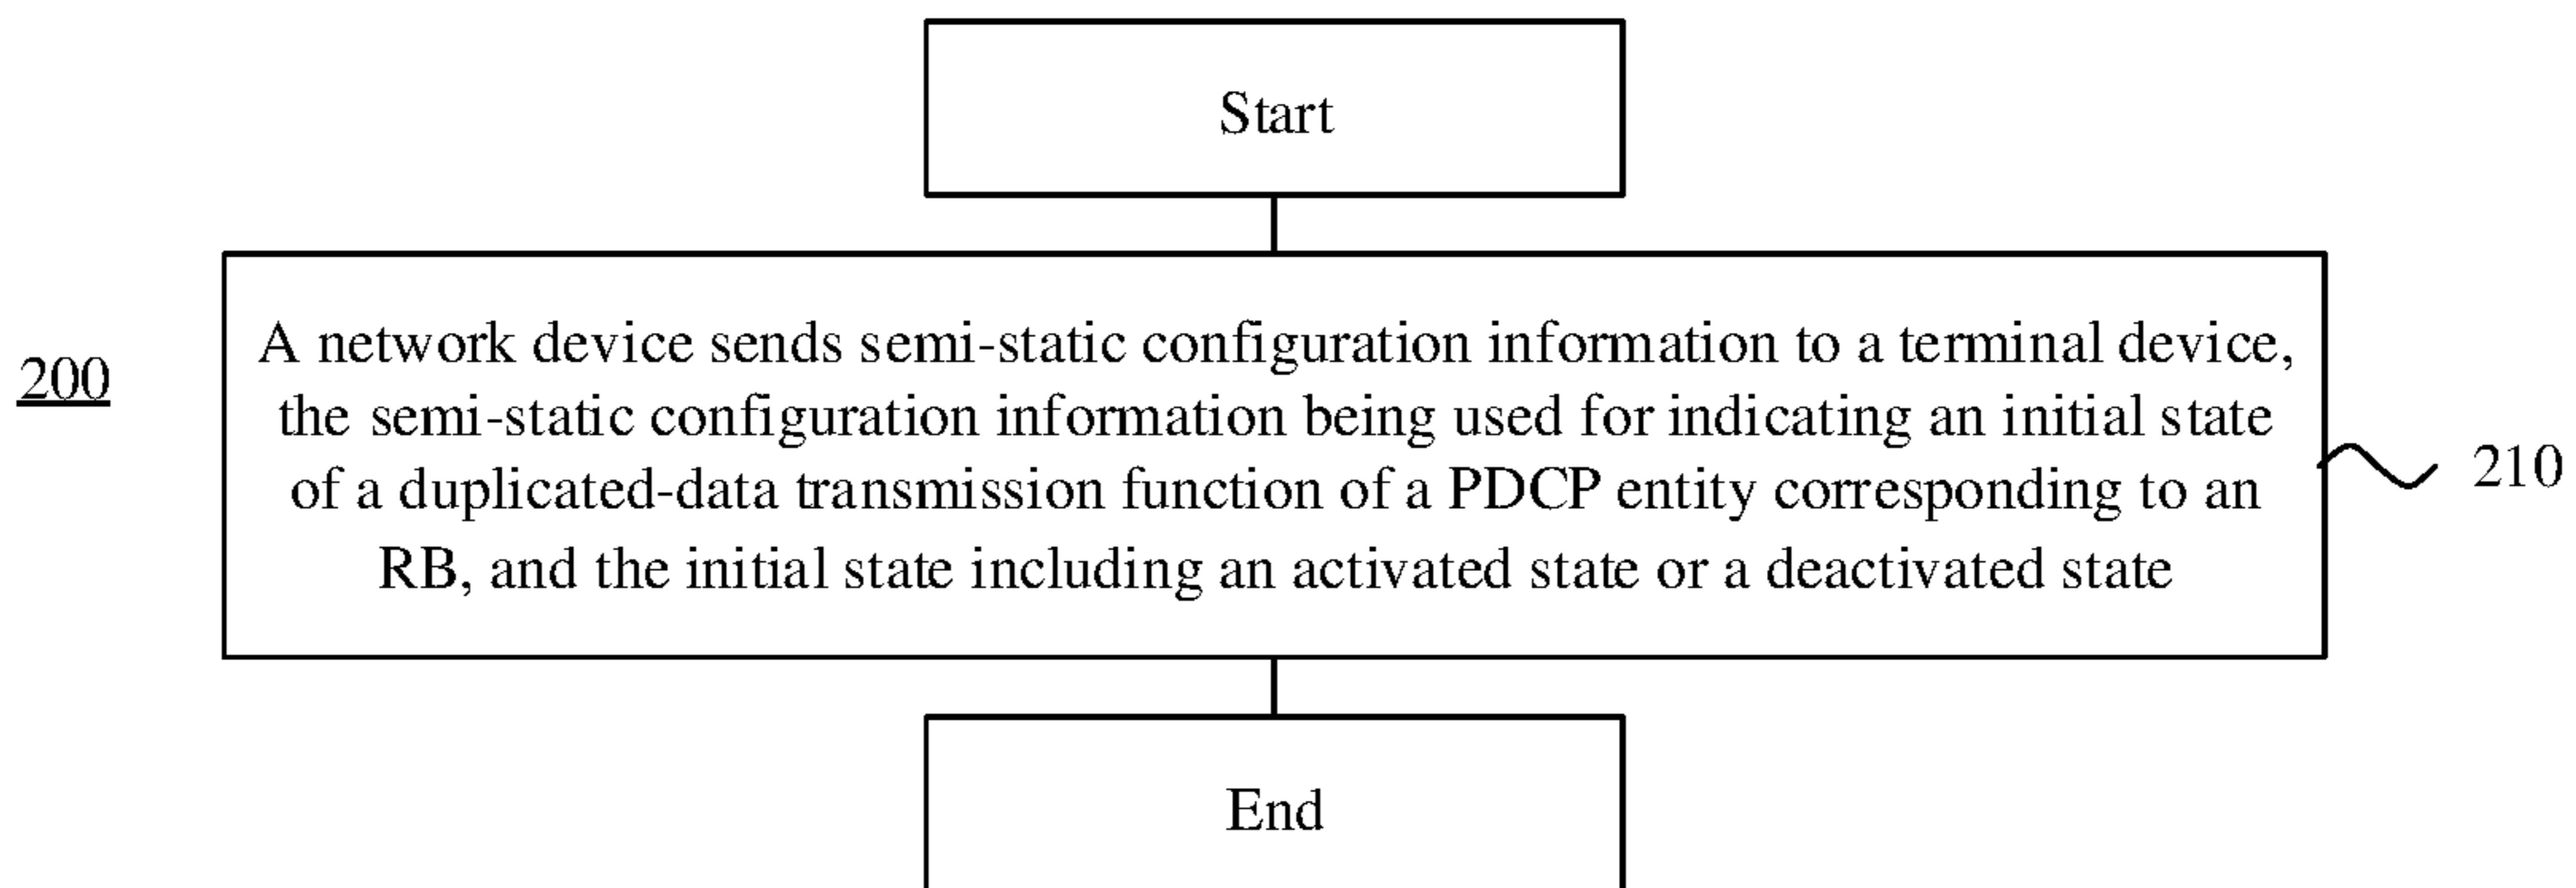 Start
200
A network device sends semi-static configuration information to a terminal device,
the semi-static configuration information being used for indicating an initial state
of a duplicated-data transmission function of a PDCP entity corresponding to an
RB, and the initial state including an activated state or a deactivated state
210
End